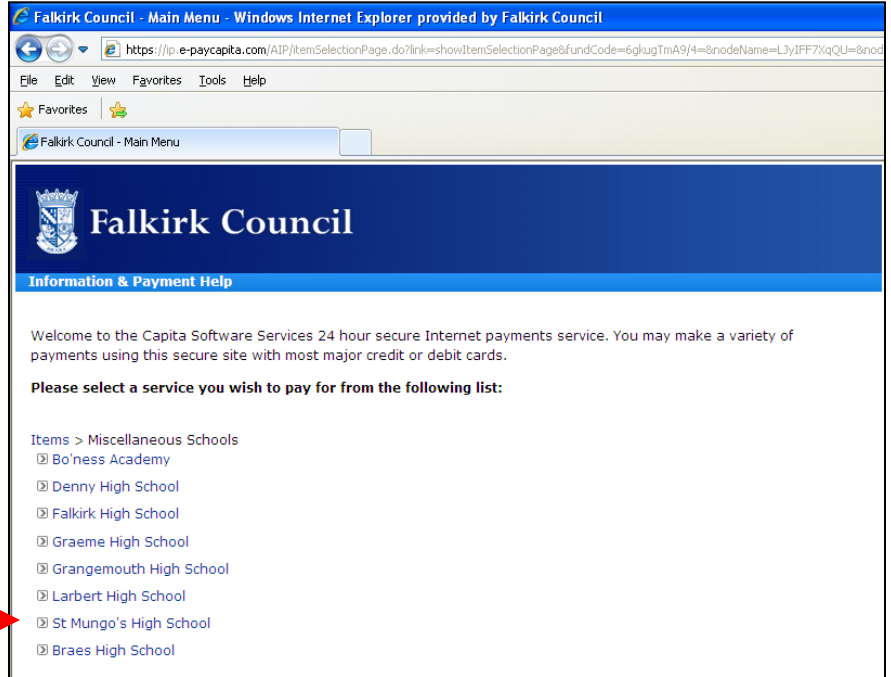 Falkirk Council - Main Menu - Windows Internet Explorer provided by Falkirk Council
https://ip.e-paycapita.com/AIP/itemSelectionPage.do?link=showItemSelectionPage&fundCode=6gkugTmA9/4=&nodeName=LJyIFF7XqQU=&nod
File Edit View Favorites Tools Help
Favorites
Falkirk Council - Main Menu
Falkirk Council
Information & Payment Help
Welcome to the Capita Software Services 24 hour secure Internet payments service. You may make a variety of
payments using this secure site with most major credit or debit cards.
Please select a service you wish to pay for from the following list:
Items > Miscellaneous Schools
Bo'ness Academy
Denny High School
Falkirk High School
Graeme High School
Grangemouth High School
Larbert High School
St Mungo's High School
Braes High School